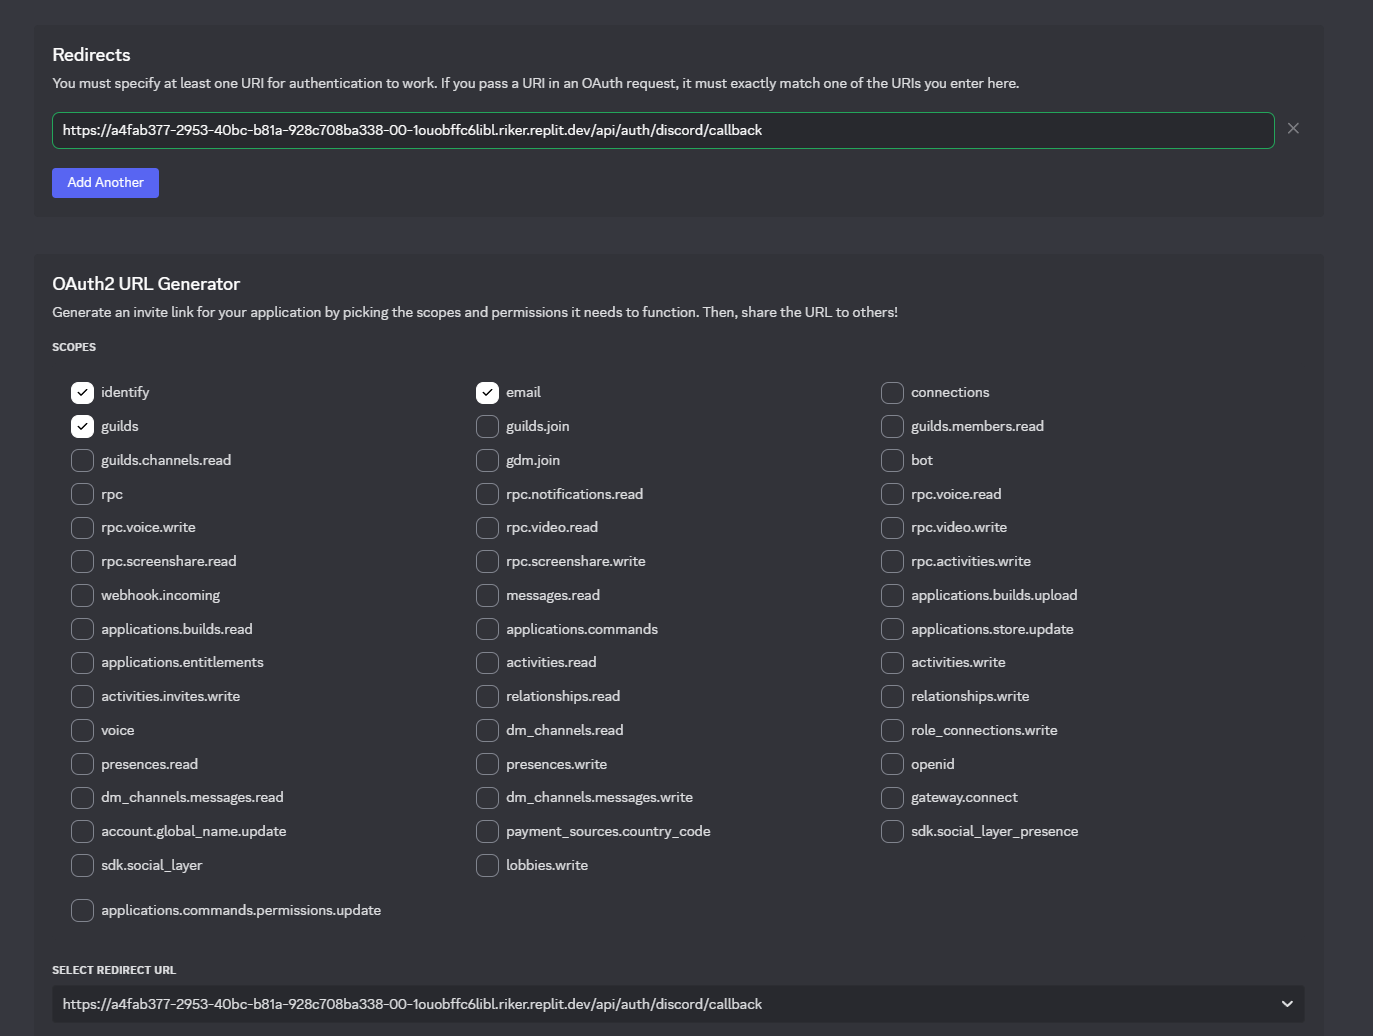 Redirects
You must specify at least one URI for authentication to work. If you pass a URI in an OAuth request, it must exactly match one of the URIs you enter here.
https://a4fab377-2953-40bc-b81a-928c708ba338-00-1ouobffc6libl.riker.replit.dev/api/auth/discord/callback
Add Another
OAuth2 URL Generator
Generate an invite link for your application by picking the scopes and permissions it needs to function. Then, share the URL to others!
SCOPES
identify email connections
guilds guilds.join guilds.members.read
guilds.channels.read gdm.join bot
rpc rpc.notifications.read rpc.voice.read
rpc.voice.write rpc.video.read rpc.video.write
rpc.screenshare.read rpc.screenshare.write rpc.activities.write
webhook.incoming messages.read applications.builds.upload
applications.builds.read applications.commands applications.store.update
applications.entitlements activities.read activities.write
activities.invites.write relationships.read relationships.write
voice dm_channels.read role_connections.write
presences.read presences.write openid
dm_channels.messages.read dm_channels.messages.write gateway.connect
account.global_name.update payment_sources.country_code sdk.social_layer_presence
sdk.social_layer lobbies.write
applications.commands.permissions.update
SELECT REDIRECT URL
https://a4fab377-2953-40bc-b81a-928c708ba338-00-1ouobffc6libl.riker.replit.dev/api/auth/discord/callback